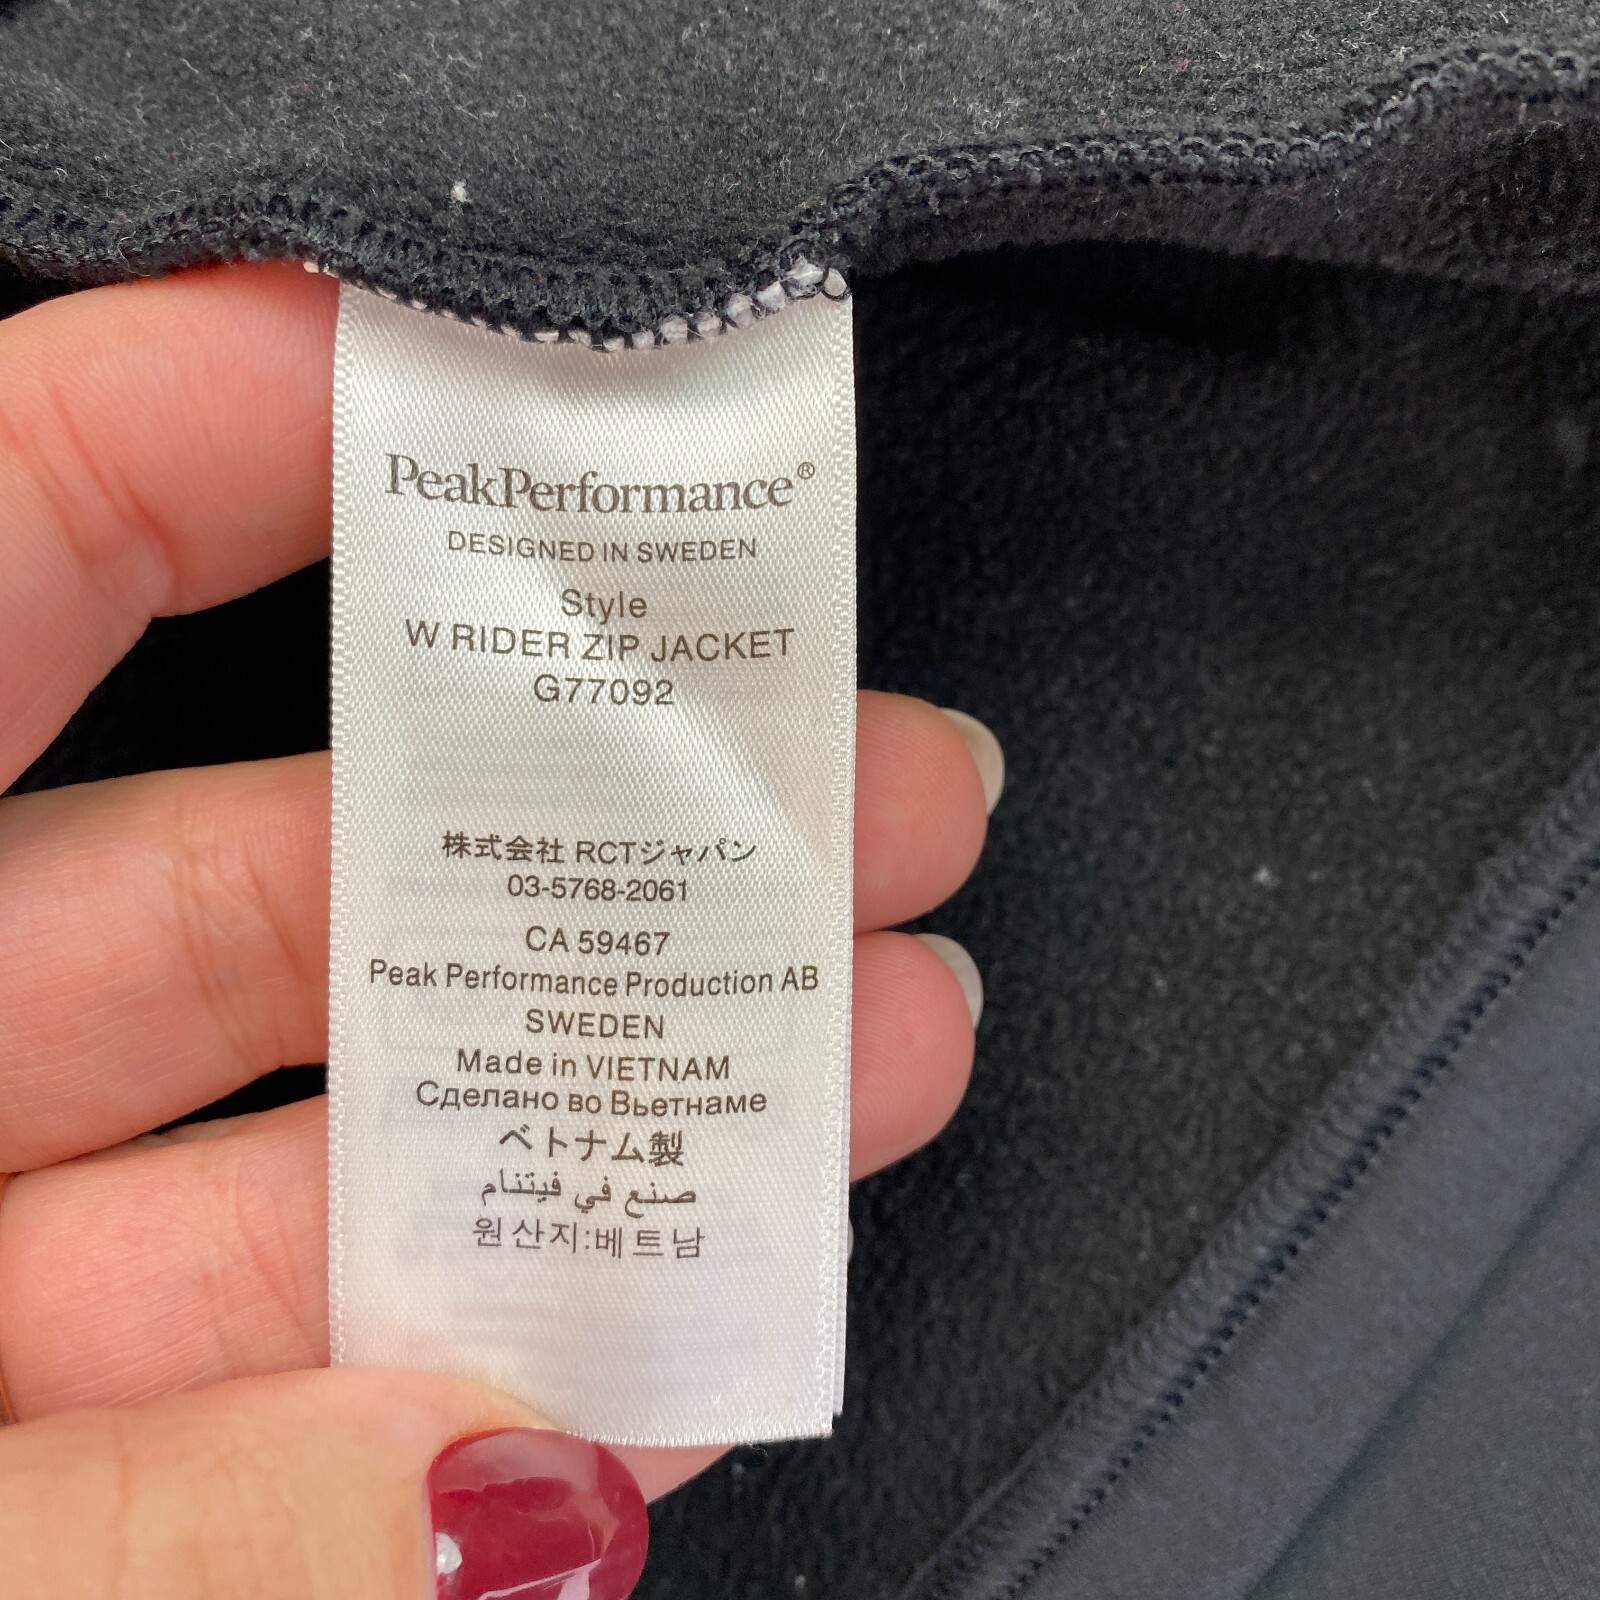 PeakPerformance®
DESIGNED IN SWEDEN
Style
W RIDER ZIP JACKET
G77092
株式会社 RCTジャパン
03-5768-2061
CA 59467
Peak Performance Production AB
SWEDEN
Made in VIETNAM
Сделано во Вьетнаме
ベトナム製
صنع في فيتنام
원산지:베트남